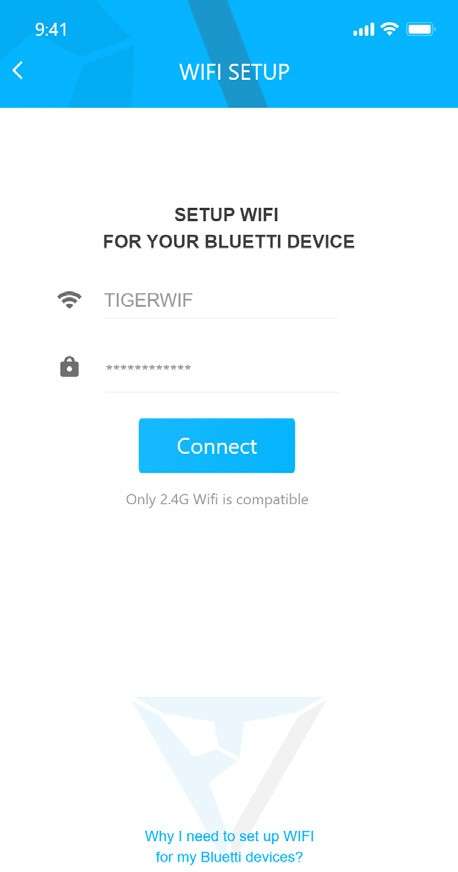 9:41
WIFI SETUP
SETUP WIFI
FOR YOUR BLUETTI DEVICE
TIGERWIF
************
Connect
Only 2.4G Wifi is compatible
Why I need to set up WIFI
for my Bluetti devices?